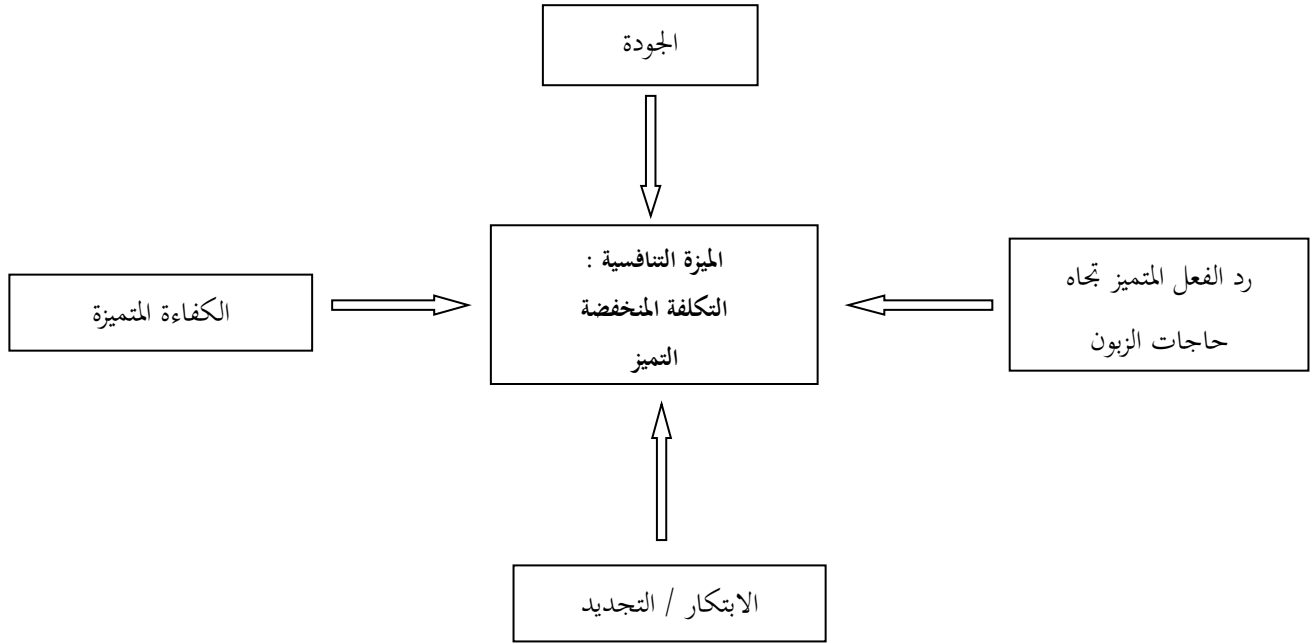 الجودة
الميزة التنافسية :
التكلفة المنخفضة
التميز
رد الفعل المتميز تجاه
حاجات الزبون
الكفاءة المتميزة
الابتكار / التجديد